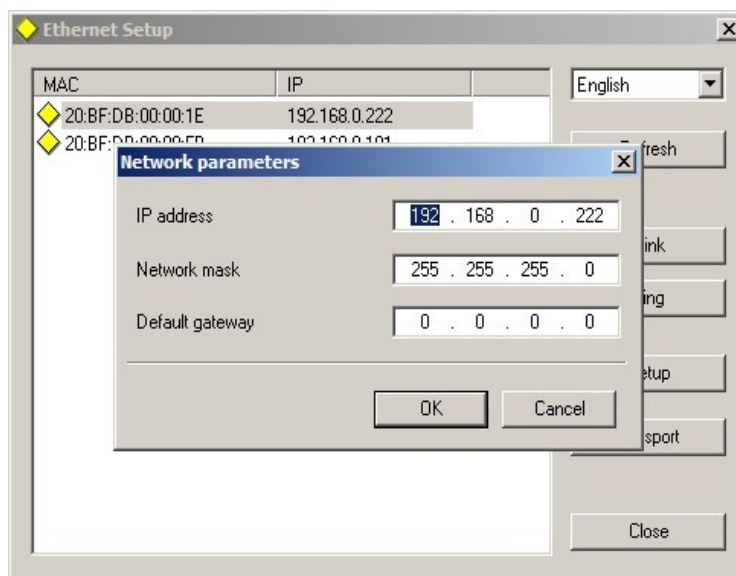 Ethernet Setup
MAC IP
English
20:BF:DB:00:00:1E 192.168.0.222
Network parameters
IP address 192 . 168 . 0 . 222
Network mask 255 . 255 . 255 . 0
Default gateway 0 . 0 . 0 . 0
OK Cancel
Close